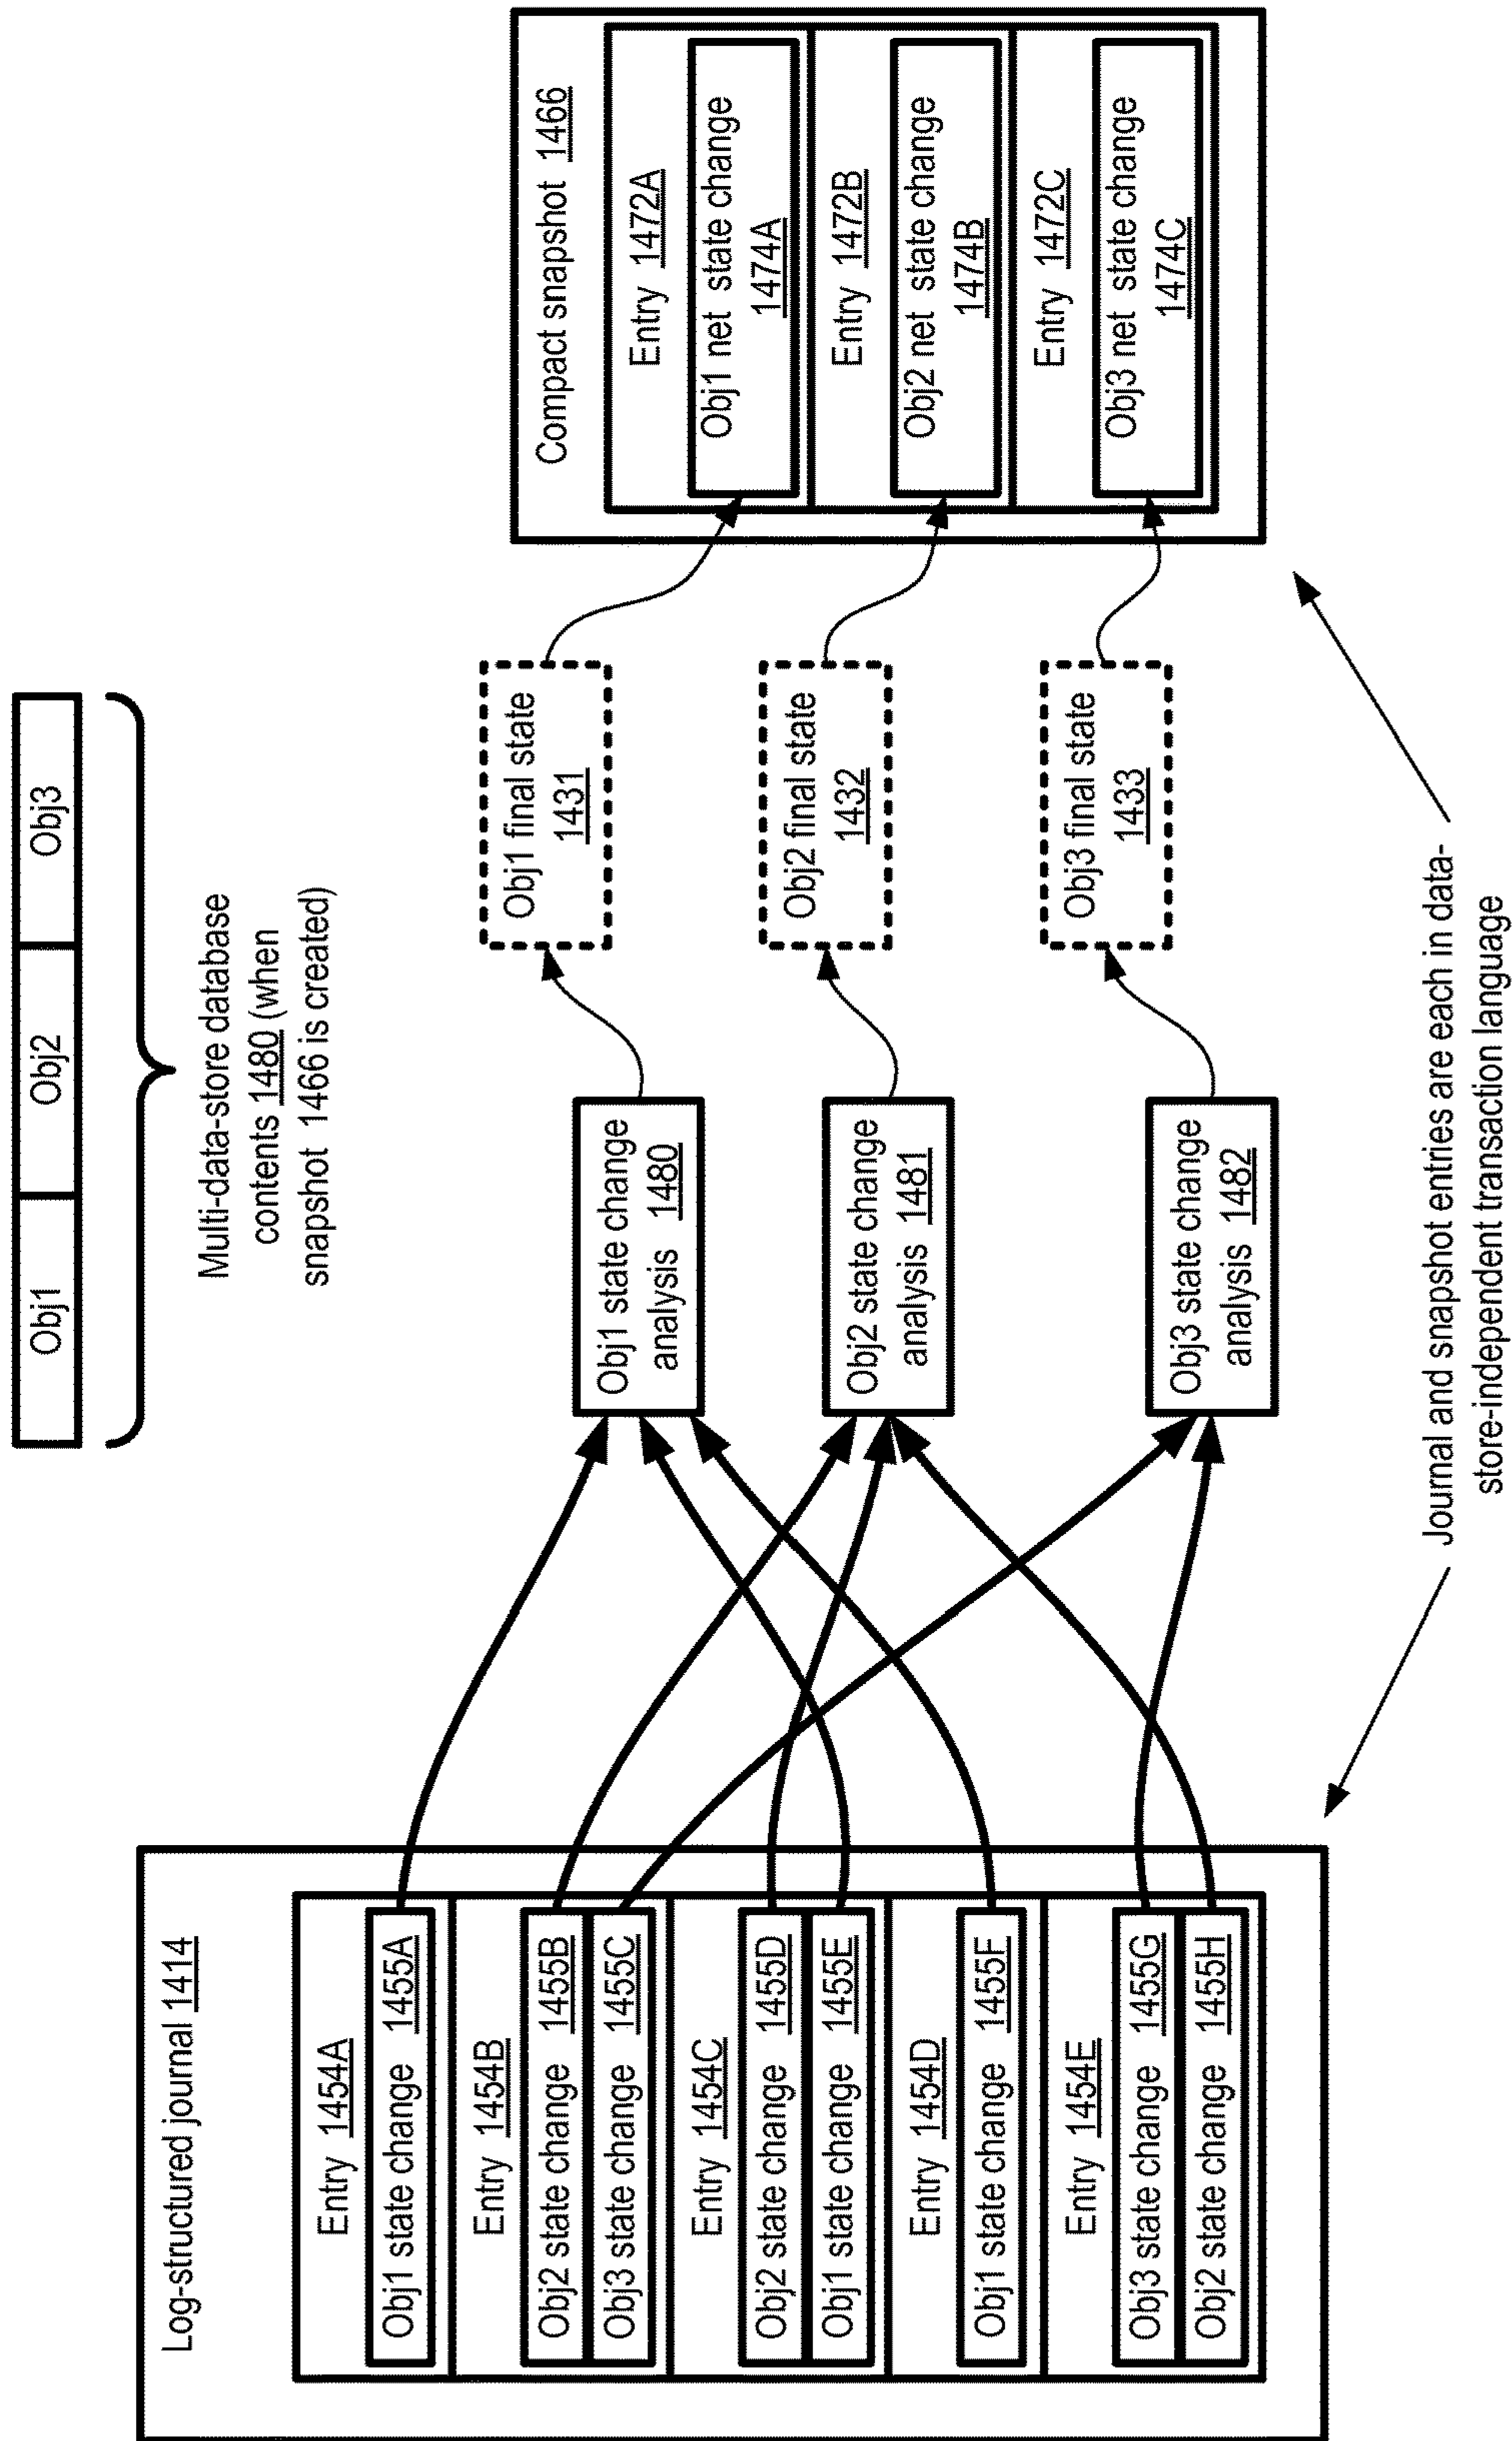 Obj1
Obj2
Obj3
Multi-data-store database
contents 1480 (when
snapshot 1466 is created)
Log-structured journal 1414
Entry 1454A
Obj1 state change 1455A
Entry 1454B
Obj2 state change 1455B
Obj3 state change 1455C
Entry 1454C
Obj2 state change 1455D
Obj1 state change 1455E
Entry 1454D
Obj1 state change 1455F
Entry 1454E
Obj3 state change 1455G
Obj2 state change 1455H
Obj1 state change
analysis 1480
Obj2 state change
analysis 1481
Obj3 state change
analysis 1482
Obj1 final state
1431
Obj2 final state
1432
Obj3 final state
1433
Compact snapshot 1466
Entry 1472A
Obj1 net state change
1474A
Entry 1472B
Obj2 net state change
1474B
Entry 1472C
Obj3 net state change
1474C
Journal and snapshot entries are each in data-
store-independent transaction language